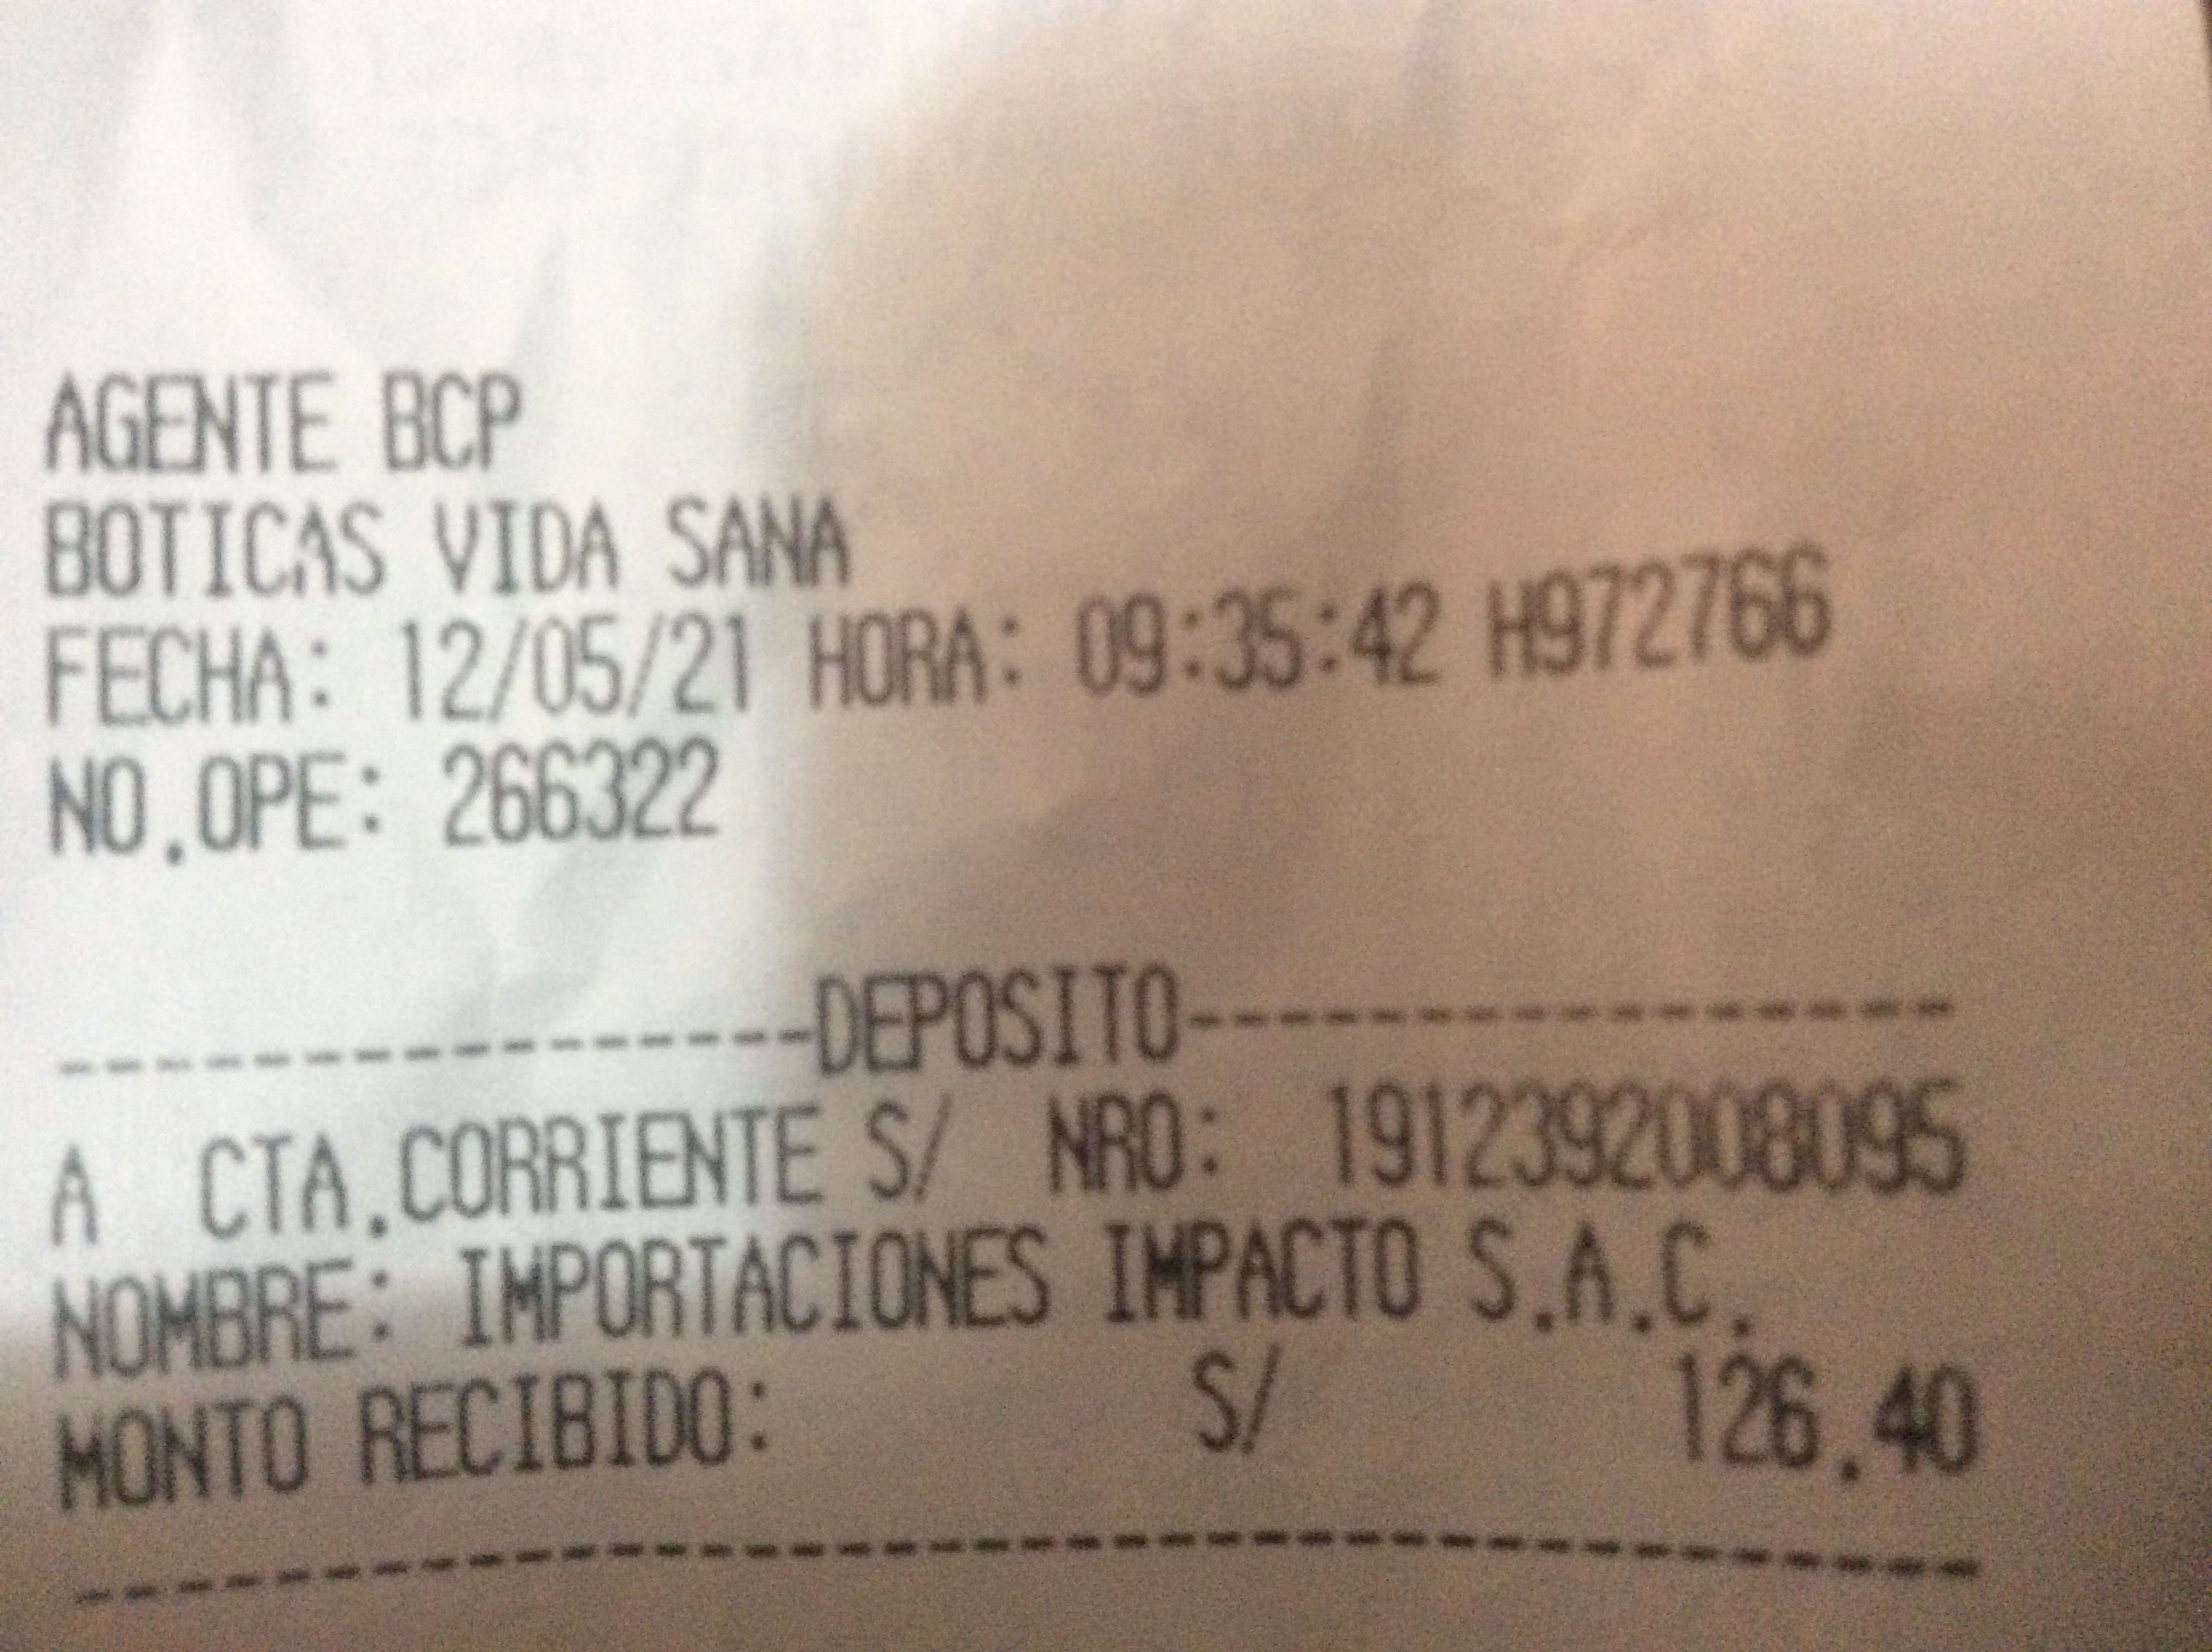 AGENTE BCP
BOTICAS VIDA SANA
FECHA: 12/05/21 HORA: 09:35:42 H972766
NO.OPE: 266322
----------------DEPOSITO----------------
A  CTA.CORRIENTE S/  NRO:  1912392008095
NOMBRE: IMPORTACIONES IMPACTO S.A.C.
MONTO RECIBIDO: S/ 126.40
----------------------------------------